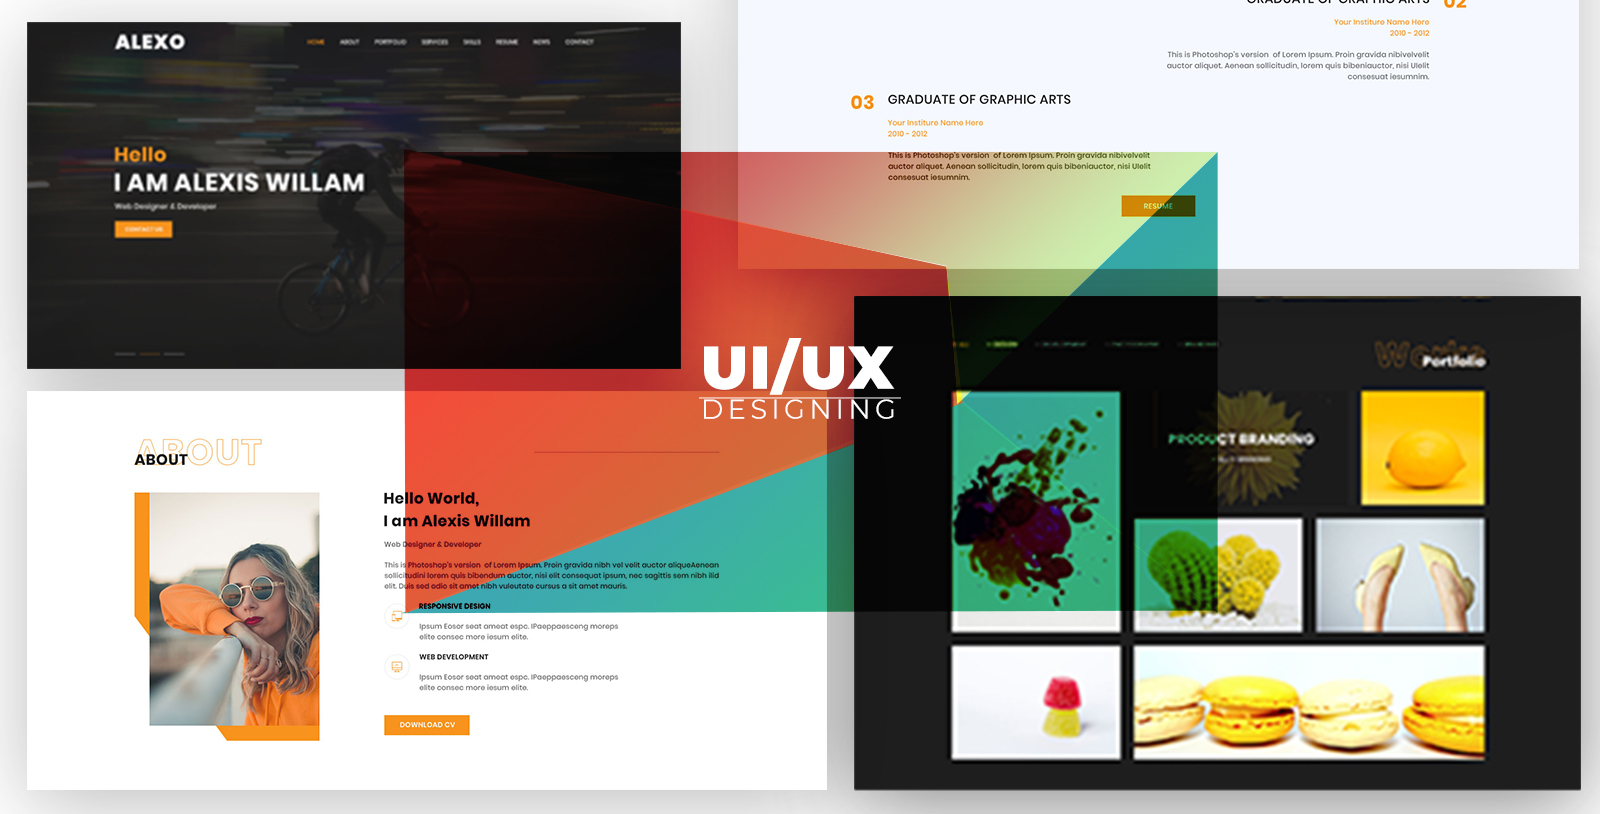 ALEXO
HOME ABOUT PORTFOLIO SERVICES SKILLS RESUME NEWS CONTACT
Hello
I AM ALEXIS WILLAM
Web Designer & Developer
CONTACT US
GRADUATE OF GRAPHIC ARTS 02
Your Institure Name Here
2010 - 2012
This is Photoshop's version of Lorem Ipsum. Proin gravida nibivelvelit
auctor aliquet. Aenean sollicitudin, lorem quis bibeniauctor, nisi Ulelit
consesuat iesumnim.
03 GRADUATE OF GRAPHIC ARTS
Your Institure Name Here
2010 - 2012
This is Photoshop's version of Lorem Ipsum. Proin gravida nibivelvelit
auctor aliquet. Aenean sollicitudin, lorem quis bibeniauctor, nisi Ulelit
consesuat iesumnim.
RESUME
UI/UX
DESIGNING
ABOUT
ABOUT
Hello World,
I am Alexis Willam
Web Designer & Developer
This is Photoshop's version of Lorem Ipsum. Proin gravida nibh vel velit auctor aliqueAenean
sollicitudini lorem quis bibendum auctor, nisi elit consequat ipsum, nec sagittis sem nibh ilid
elit. Duis sed odio sit amet nibh vuleutate cursus a sit amet mauris.
RESPONSIVE DESIGN
Ipsum Eosor seat ameat espc. IPaeppaesceng moreps
elite consec more iesum elite.
WEB DEVELOPMENT
Ipsum Eosor seat ameat espc. IPaeppaesceng moreps
elite consec more iesum elite.
DOWNLOAD CV
Works
Portfolio
PRODUCT BRANDING